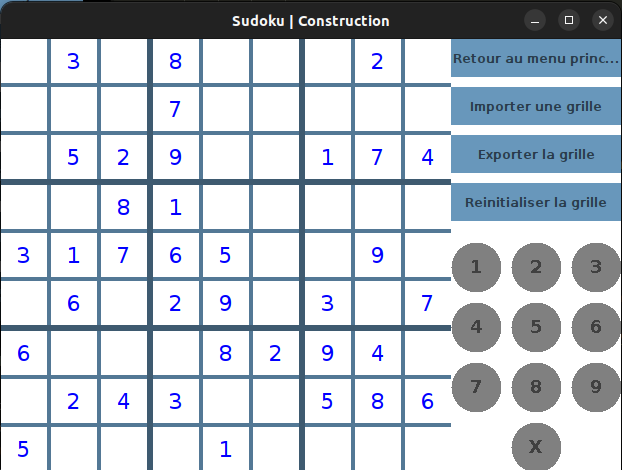 Sudoku | Construction
3 8 2
7
5 2 9 1 7 4
8 1
3 1 7 6 5 9
6 2 9 3 7
6 8 2 9 4
2 4 3 5 8 6
5 1
Retour au menu princ...
Importer une grille
Exporter la grille
Reinitialiser la grille
1 2 3
4 5 6
7 8 9
X